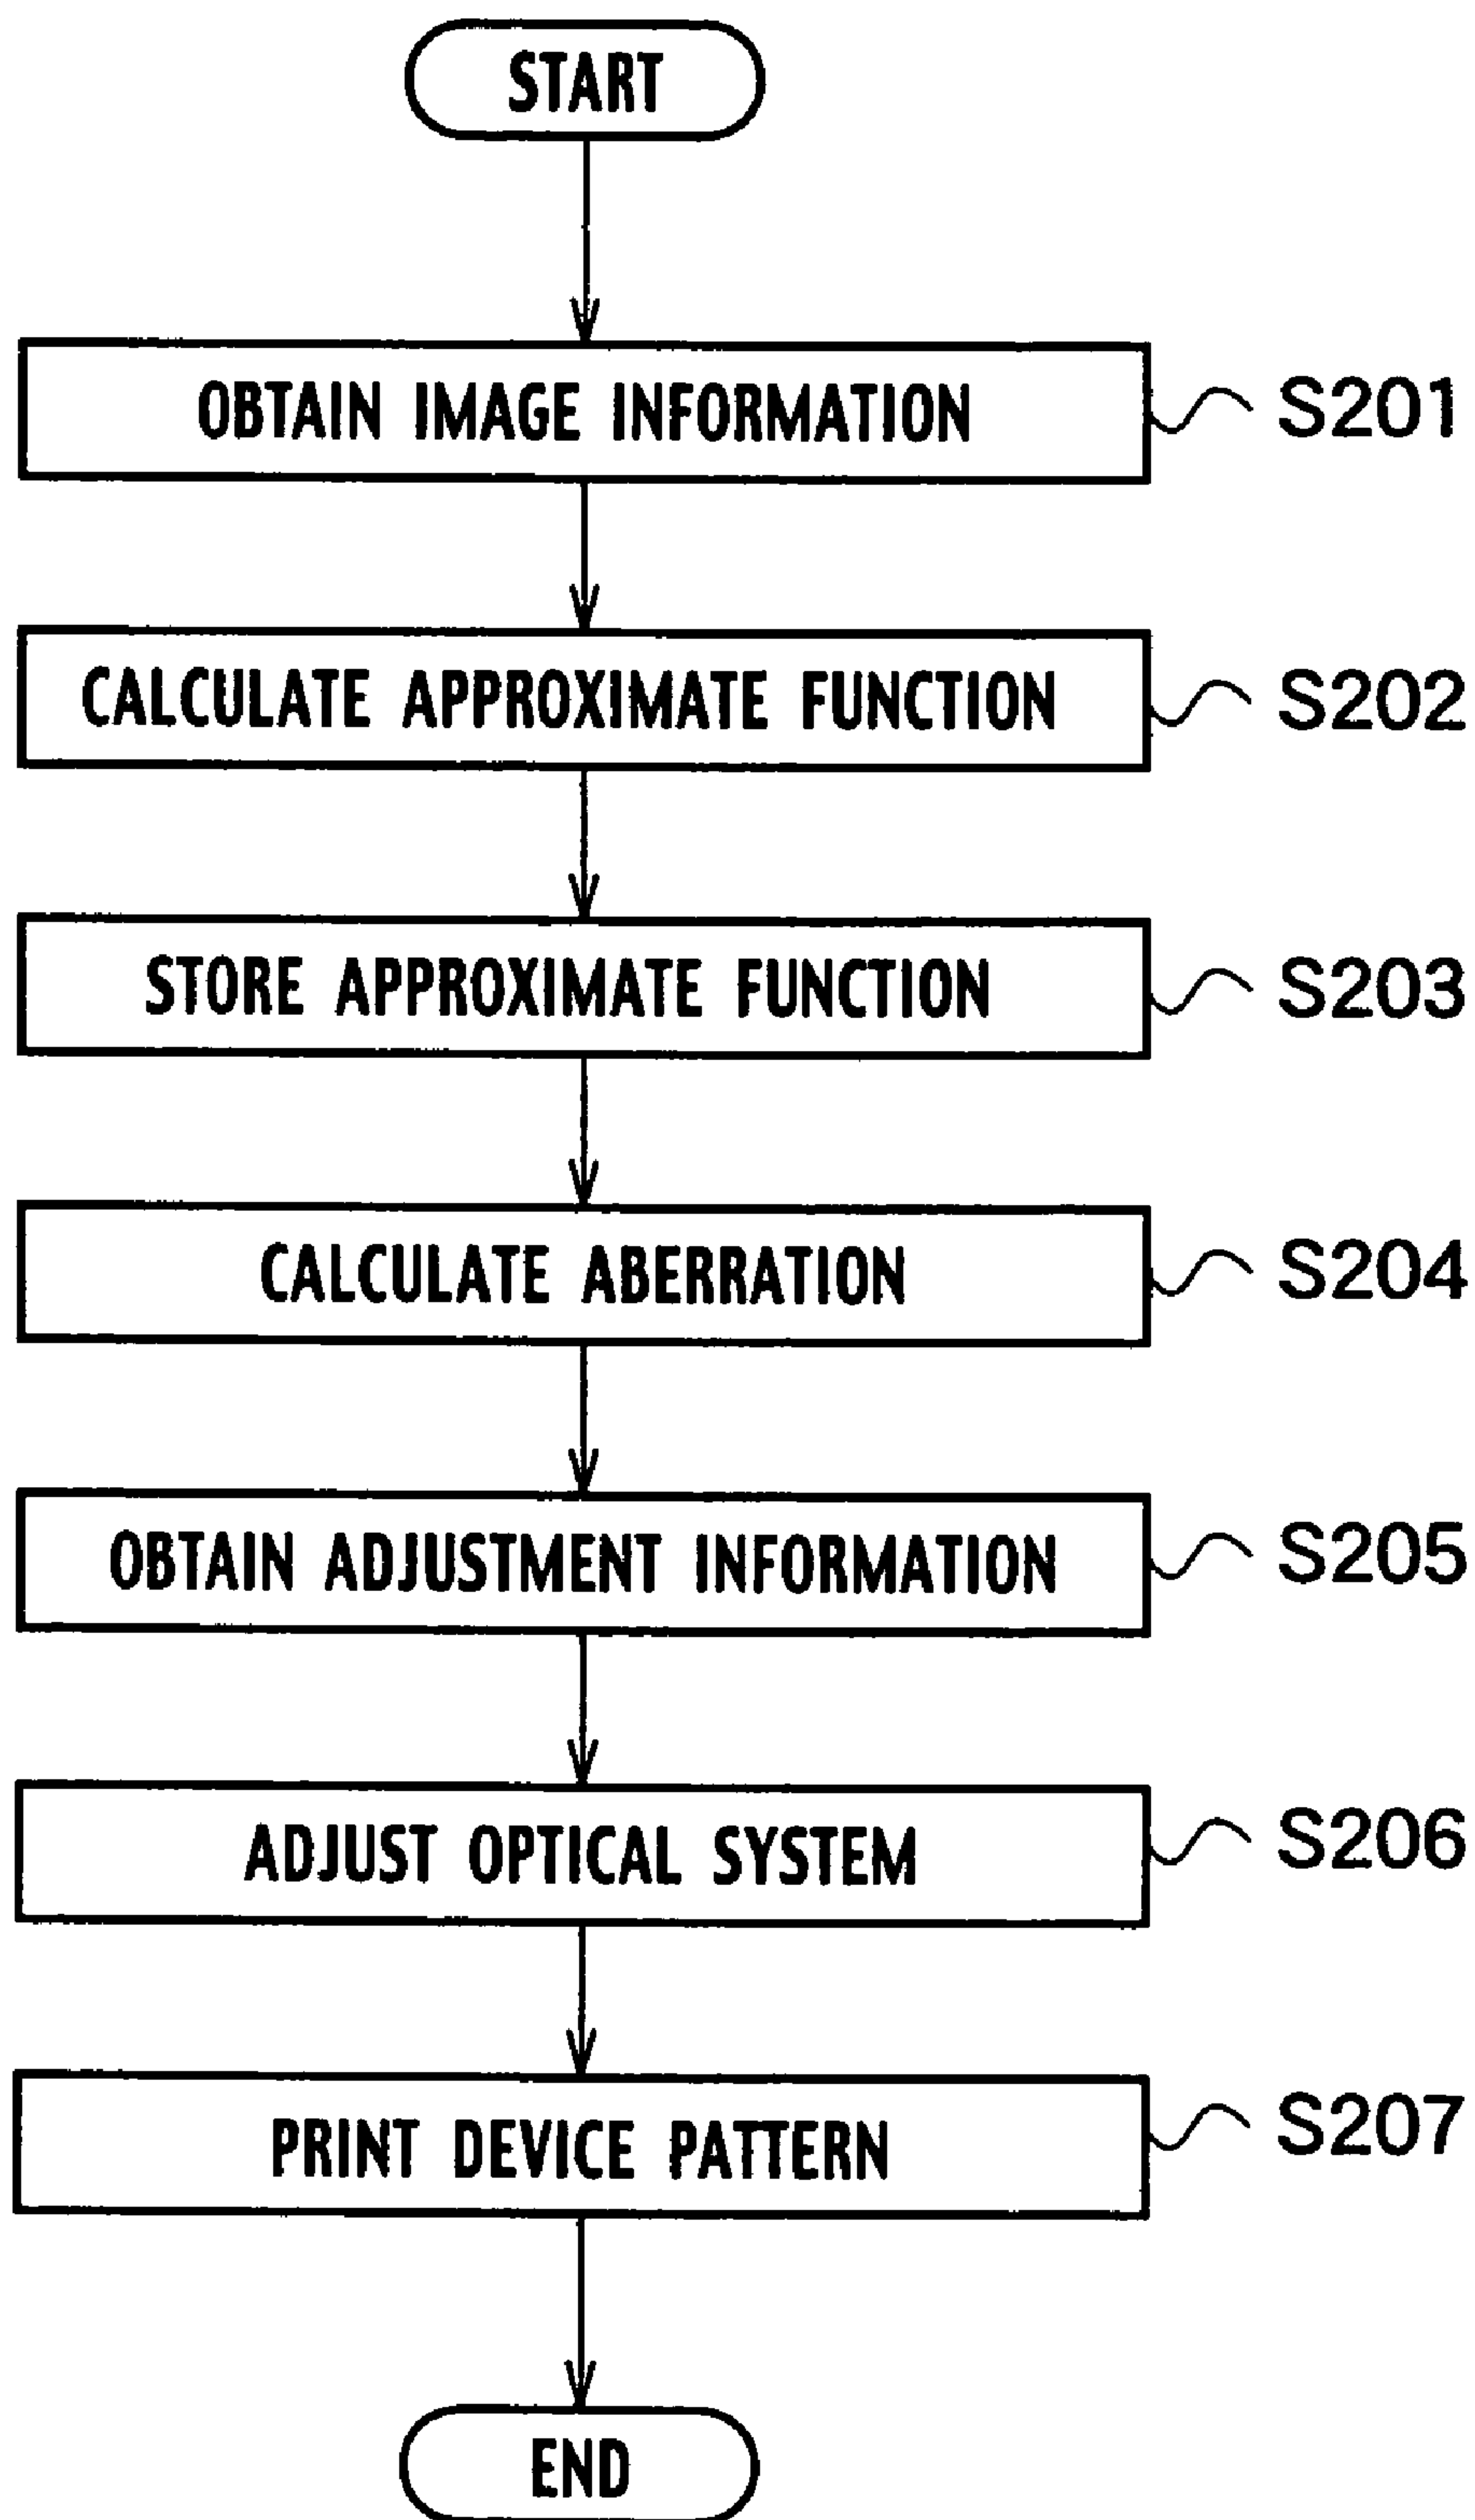 START
OBTAIN IMAGE INFORMATION S201
CALCULATE APPROXIMATE FUNCTION S202
STORE APPROXIMATE FUNCTION S203
CALCULATE ABERRATION S204
OBTAIN ADJUSTMENT INFORMATION S205
ADJUST OPTICAL SYSTEM S206
PRINT DEVICE PATTERN S207
END